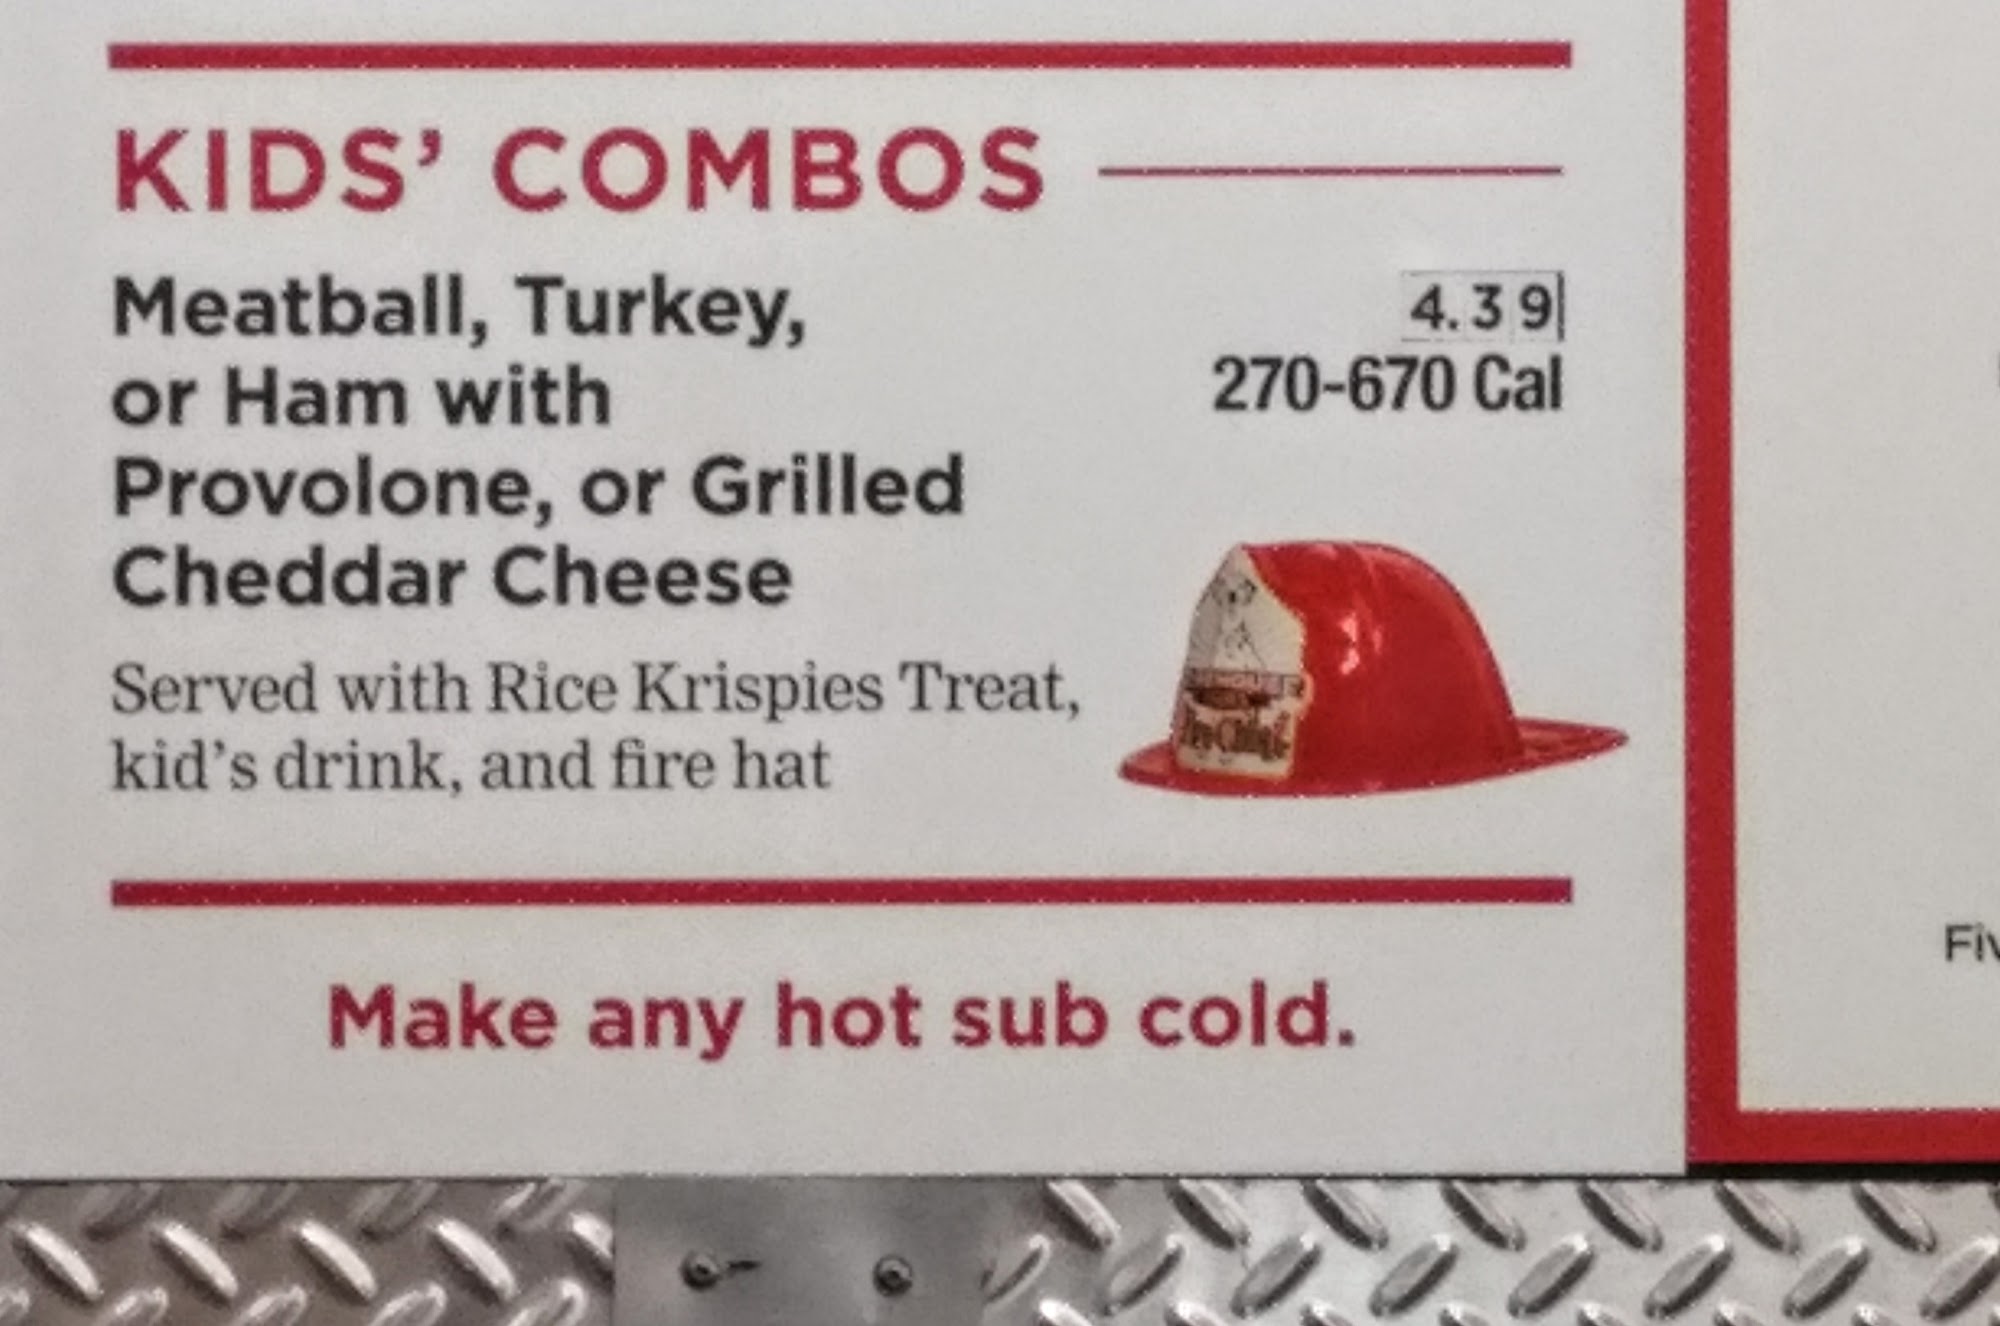 KIDS’ COMBOS
Meatball, Turkey,
or Ham with
Provolone, or Grilled
Cheddar Cheese
4.39
270-670 Cal
Served with Rice Krispies Treat,
kid’s drink, and fire hat
Make any hot sub cold.